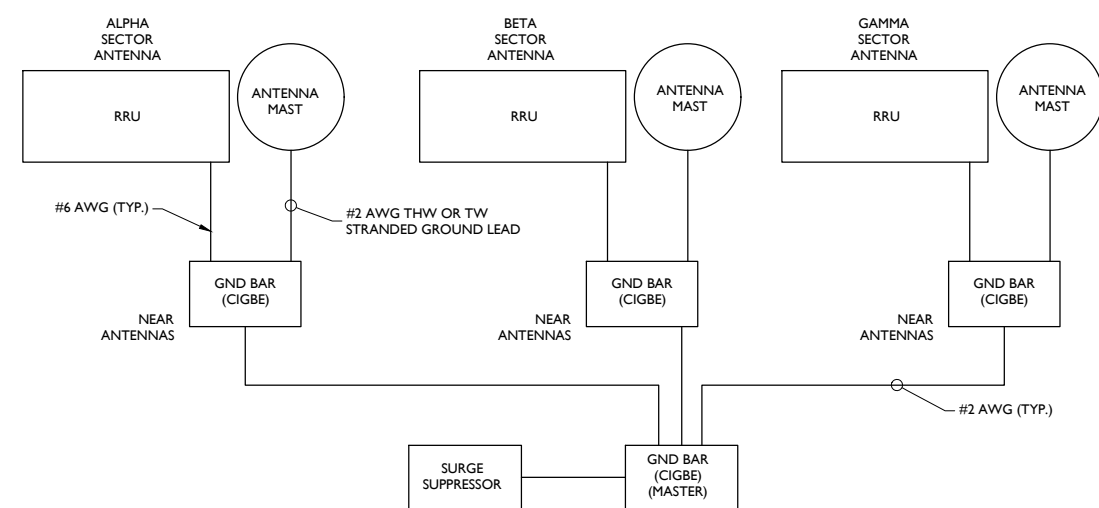 ALPHA
SECTOR
ANTENNA
BETA
SECTOR
ANTENNA
GAMMA
SECTOR
ANTENNA
RRU
ANTENNA
MAST
RRU
ANTENNA
MAST
RRU
ANTENNA
MAST
#6 AWG (TYP.)
#2 AWG THW OR TW
STRANDED GROUND LEAD
GND BAR
(CIGBE)
GND BAR
(CIGBE)
GND BAR
(CIGBE)
NEAR
ANTENNAS
NEAR
ANTENNAS
NEAR
ANTENNAS
#2 AWG (TYP.)
SURGE
SUPPRESSOR
GND BAR
(CIGBE)
(MASTER)